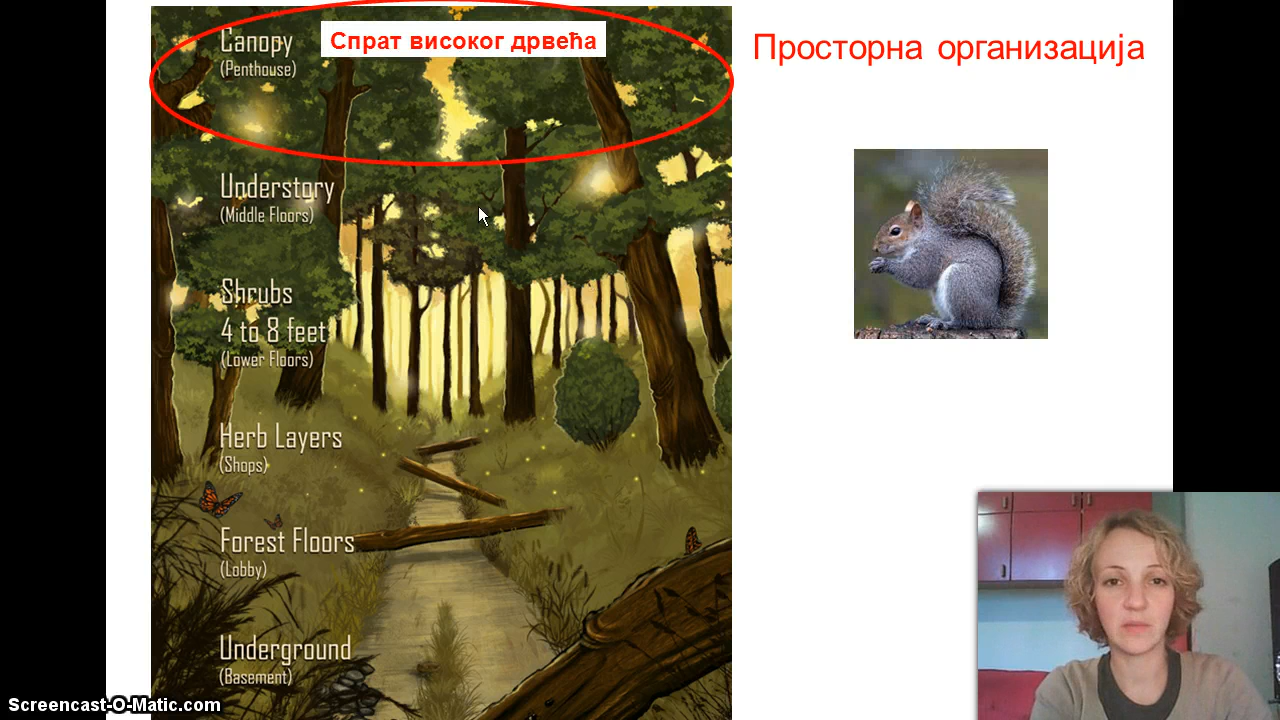 Canopy
(Penthouse)
Спрат високог дрвећа
Просторна организација
Understory
(Middle Floors)
Shrubs
4 to 8 feet
(Lower Floors)
Herb Layers
(Shops)
Forest Floors
(Lobby)
Underground
(Basement)
Screencast-O-Matic.com